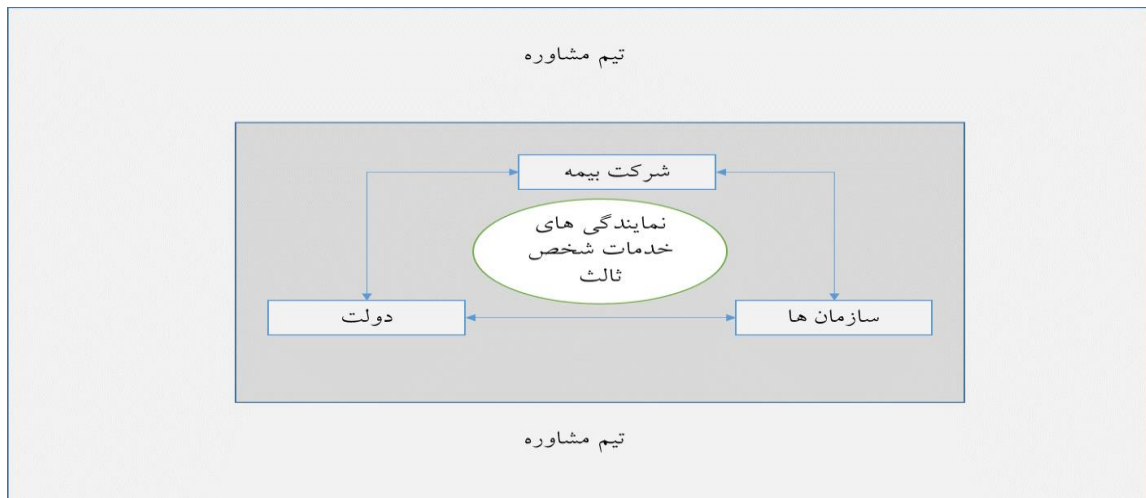 تیم مشاوره
شرکت بیمه
نمایندگی های
خدمات شخص
ثالث
سازمان ها
دولت
تیم مشاوره